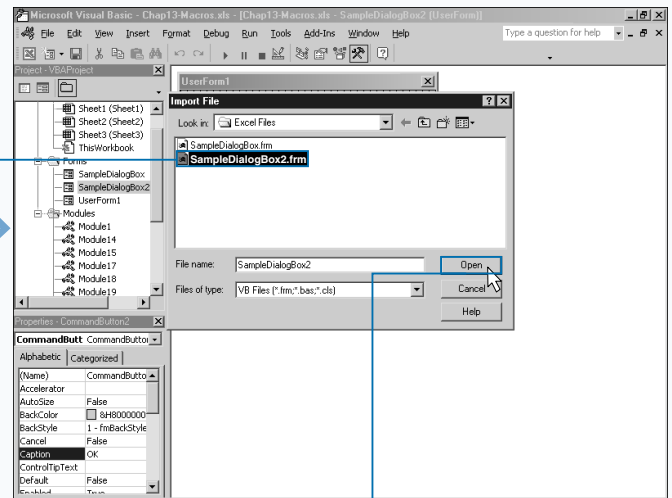 Microsoft Visual Basic - Chap13-Macros.xls - [Chap13-Macros.xls - SampleDialogBox2 (UserForm)]
File Edit View Insert Format Debug Run Tools Add-Ins Window Help
Type a question for help
Project - VBAProject
Sheet1 (Sheet1)
Sheet2 (Sheet2)
Sheet3 (Sheet3)
ThisWorkbook
Forms
SampleDialogBox
SampleDialogBox2
UserForm1
Modules
Module1
Module14
Module15
Module17
Module18
Module19
UserForm1
Import File
Look in: Excel Files
SampleDialogBox.frm
SampleDialogBox2.frm
File name: SampleDialogBox2
Open
Files of type: VB Files (*.frm;*.bas;*.cls)
Cancel
Help
Properties - CommandButton2
CommandButt CommandButto
Alphabetic Categorized
(Name) CommandButto
Accelerator
AutoSize False
BackColor &H8000000
BackStyle 1 - fmBackStyle
Cancel False
Caption OK
ControlTipText
Default False
Enabled True